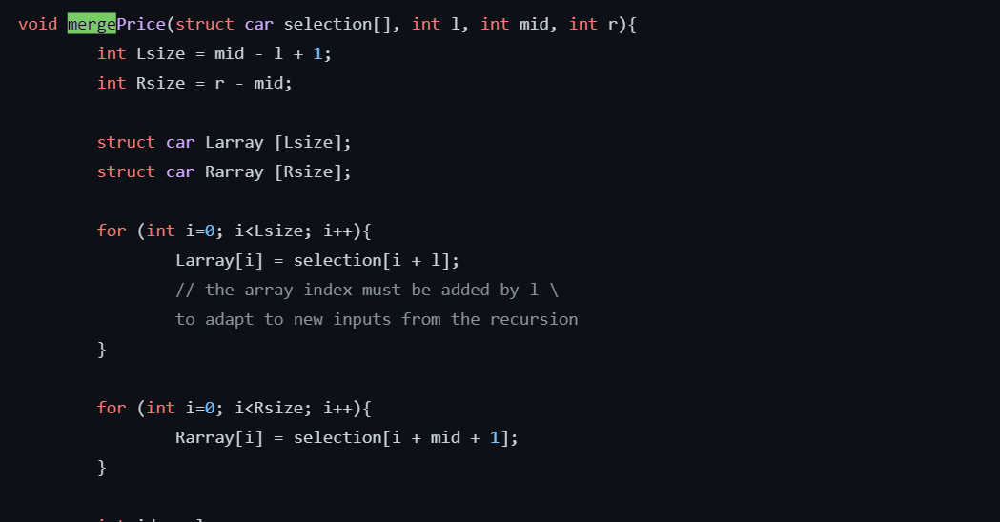 void mergePrice(struct car selection[], int l, int mid, int r){
int Lsize = mid - l + 1;
int Rsize = r - mid;
struct car Larray [Lsize];
struct car Rarray [Rsize];
for (int i=0; i<Lsize; i++){
Larray[i] = selection[i + l];
// the array index must be added by l \
to adapt to new inputs from the recursion
}
for (int i=0; i<Rsize; i++){
Rarray[i] = selection[i + mid + 1];
}